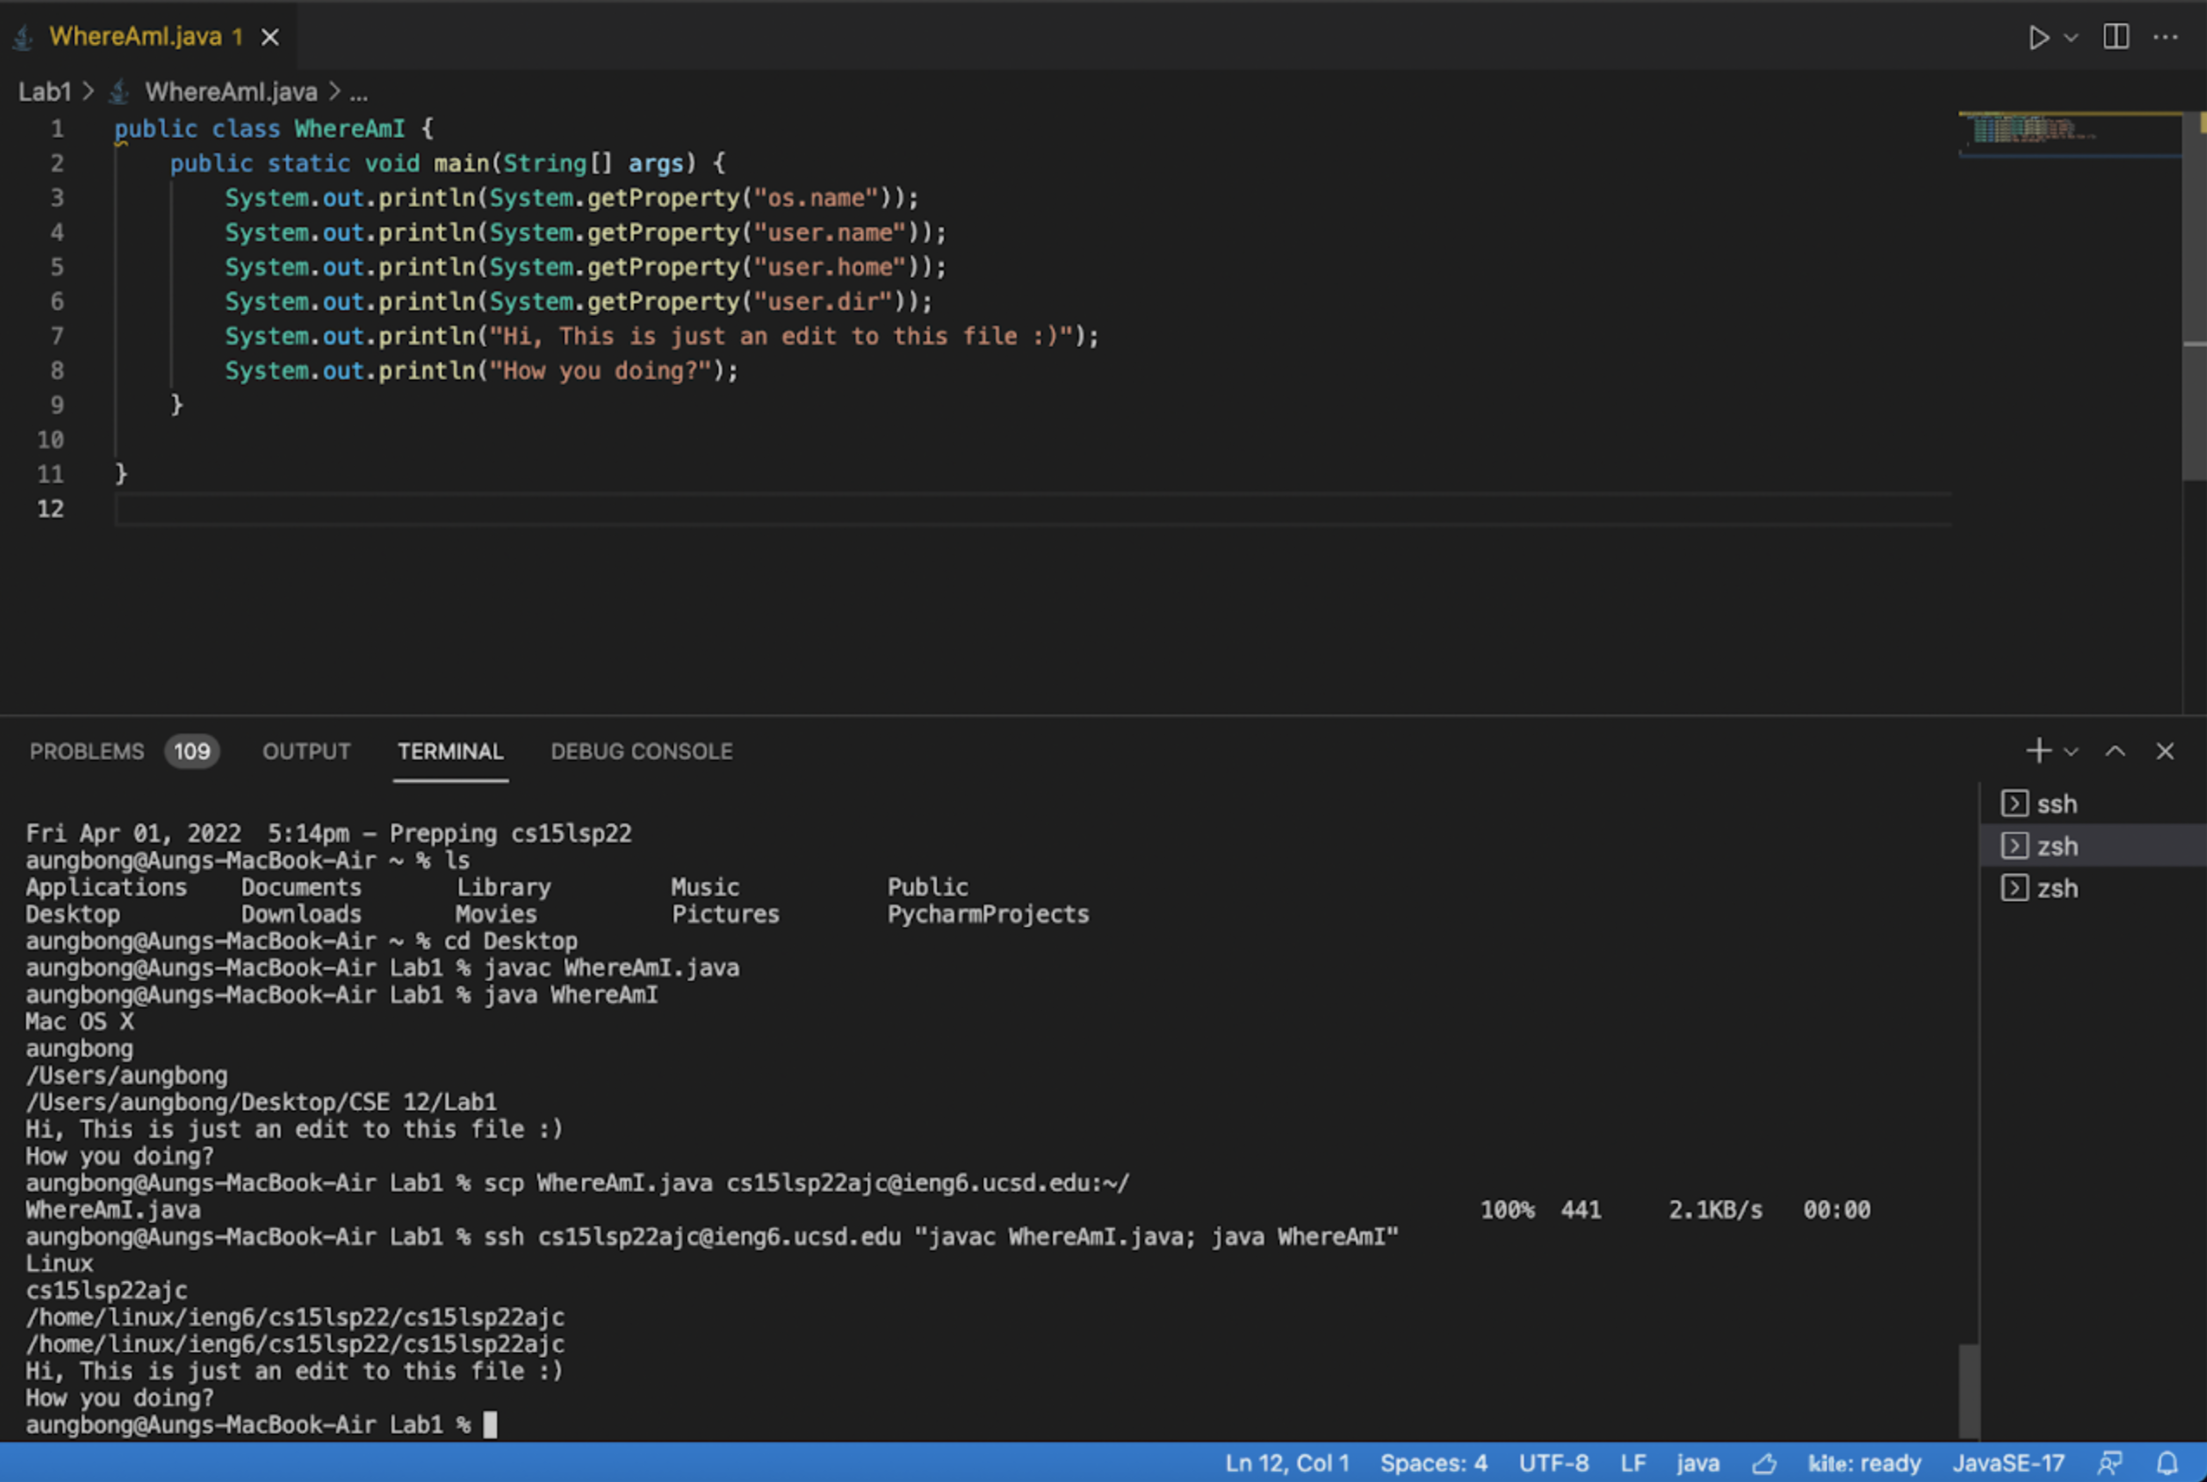 WhereAmI.java 1
Lab1 > WhereAmI.java > ...
1 public class WhereAmI {
2     public static void main(String[] args) {
3         System.out.println(System.getProperty("os.name"));
4         System.out.println(System.getProperty("user.name"));
5         System.out.println(System.getProperty("user.home"));
6         System.out.println(System.getProperty("user.dir"));
7         System.out.println("Hi, This is just an edit to this file :)");
8         System.out.println("How you doing?");
9     }
10
11 }
12
PROBLEMS 109 OUTPUT TERMINAL DEBUG CONSOLE
ssh
zsh
zsh
Fri Apr 01, 2022  5:14pm - Prepping cs15lsp22
aungbong@Aungs-MacBook-Air ~ % ls
Applications Documents Library Music Public
Desktop Downloads Movies Pictures PycharmProjects
aungbong@Aungs-MacBook-Air ~ % cd Desktop
aungbong@Aungs-MacBook-Air Lab1 % javac WhereAmI.java
aungbong@Aungs-MacBook-Air Lab1 % java WhereAmI
Mac OS X
aungbong
/Users/aungbong
/Users/aungbong/Desktop/CSE 12/Lab1
Hi, This is just an edit to this file :)
How you doing?
aungbong@Aungs-MacBook-Air Lab1 % scp WhereAmI.java cs15lsp22ajc@ieng6.ucsd.edu:~/
WhereAmI.java 100% 441 2.1KB/s 00:00
aungbong@Aungs-MacBook-Air Lab1 % ssh cs15lsp22ajc@ieng6.ucsd.edu "javac WhereAmI.java; java WhereAmI"
Linux
cs15lsp22ajc
/home/linux/ieng6/cs15lsp22/cs15lsp22ajc
/home/linux/ieng6/cs15lsp22/cs15lsp22ajc
Hi, This is just an edit to this file :)
How you doing?
aungbong@Aungs-MacBook-Air Lab1 %
Ln 12, Col 1 Spaces: 4 UTF-8 LF java kite: ready JavaSE-17